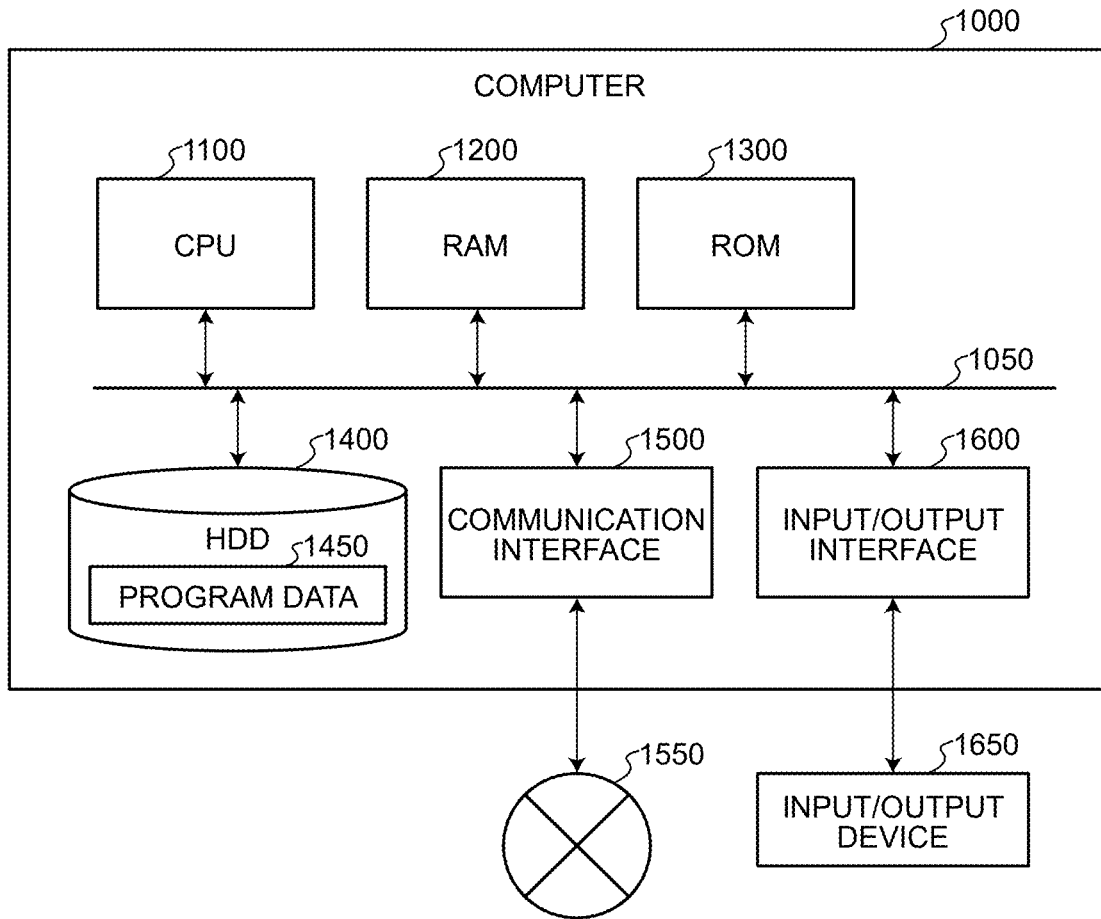 1000
COMPUTER
1100
1200
1300
CPU
RAM
ROM
1050
1400
1500
1600
HDD
1450
PROGRAM DATA
COMMUNICATION
INTERFACE
INPUT/OUTPUT
INTERFACE
1550
1650
INPUT/OUTPUT
DEVICE